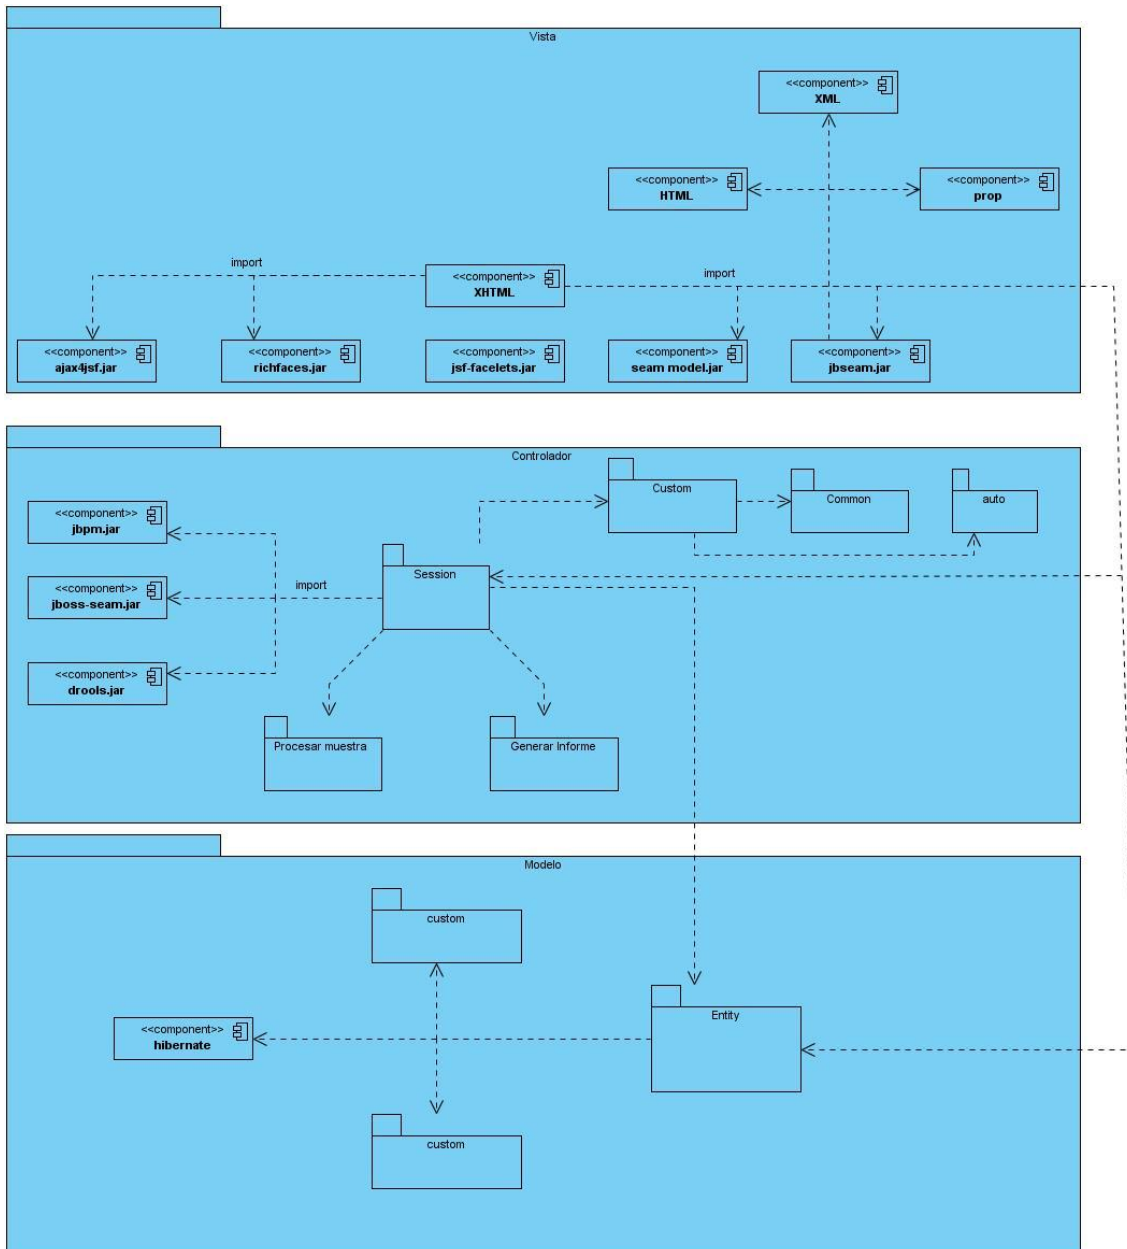 Vista
<<component>>
XML
<<component>>
HTML
<<component>>
prop
import
<<component>>
XHTML
import
<<component>>
ajax4jsf.jar
<<component>>
richfaces.jar
<<component>>
jsf-facelets.jar
<<component>>
seam model.jar
<<component>>
jbseam.jar
Controlador
Custom
Common
auto
<<component>>
jbpm.jar
Session
<<component>>
jboss-seam.jar
import
<<component>>
drools.jar
Procesar muestra
Generar Informe
Modelo
custom
Entity
<<component>>
hibernate
custom